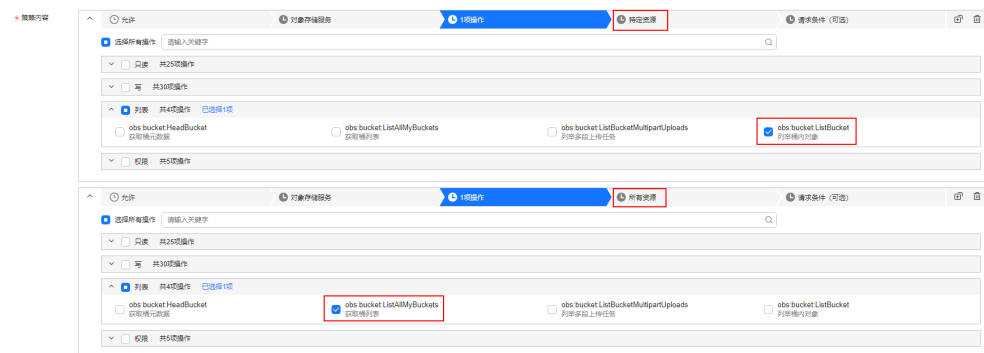 * 策略内容
允许 对象存储服务 1项操作 特定资源 请求条件（可选）
选择所有操作 请输入关键字
只读 共25项操作
写 共30项操作
列表 共4项操作 已选择1项
obs:bucket:HeadBucket obs:bucket:ListAllMyBuckets obs:bucket:ListBucketMultipartUploads obs:bucket:ListBucket
获取桶元数据 获取桶列表 列举多段上传任务 列举桶内对象
权限 共5项操作
允许 对象存储服务 1项操作 所有资源 请求条件（可选）
选择所有操作 请输入关键字
只读 共25项操作
写 共30项操作
列表 共4项操作 已选择1项
obs:bucket:HeadBucket obs:bucket:ListAllMyBuckets obs:bucket:ListBucketMultipartUploads obs:bucket:ListBucket
获取桶元数据 获取桶列表 列举多段上传任务 列举桶内对象
权限 共5项操作